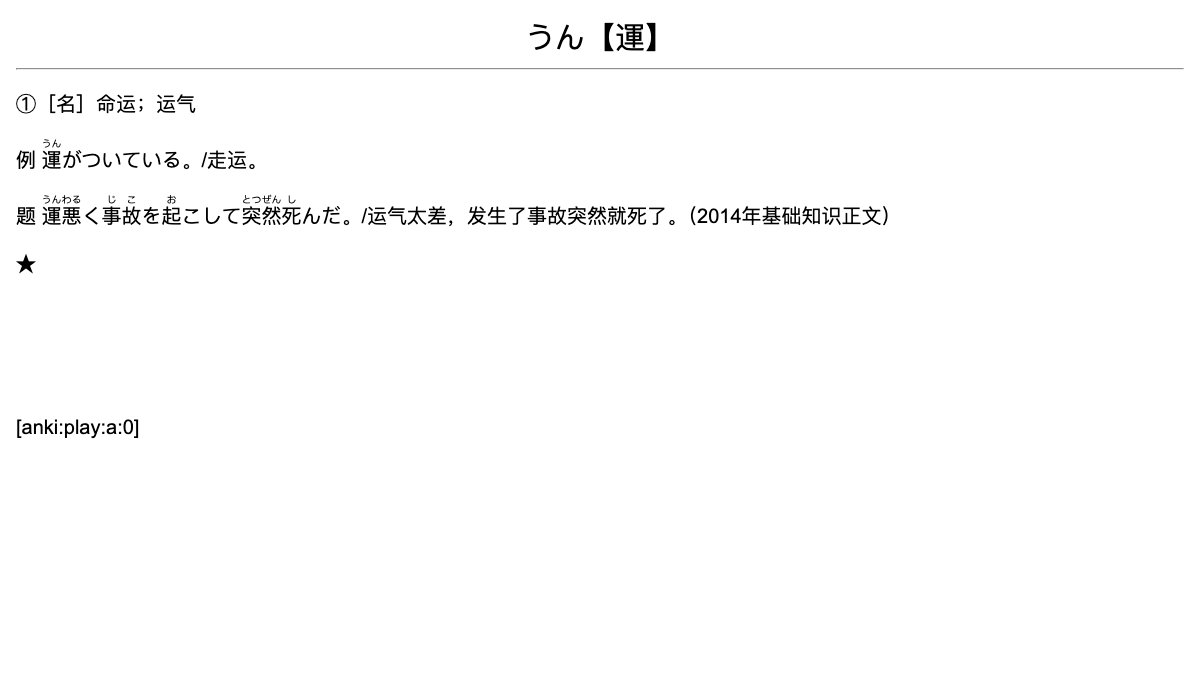 うん【運】
①［名］命运；运气
うん
例 運がついている。/走运。
うんわる じこ お とつぜん し
题 運悪く事故を起こして突然死んだ。/运气太差，发生了事故突然就死了。（2014年基础知识正文）
★
[anki:play:a:0]